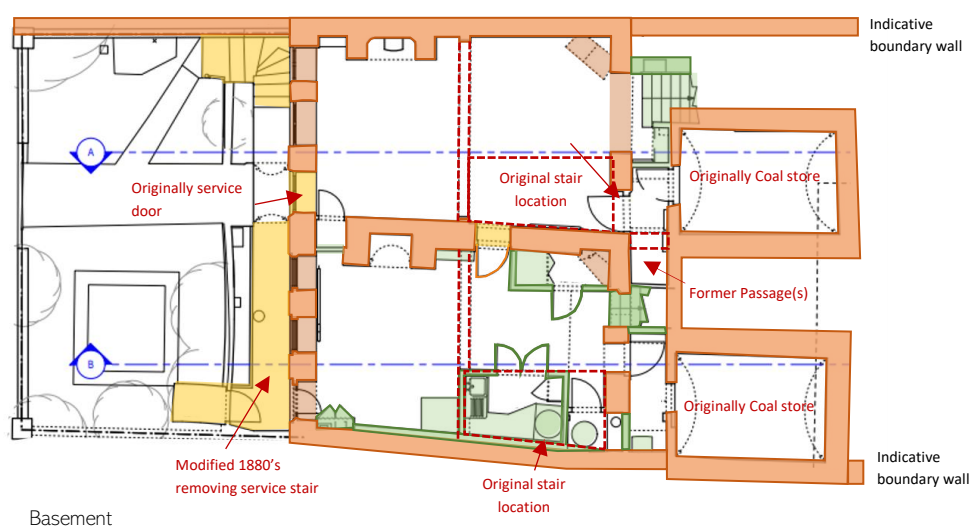 Indicative
boundary wall
A
Originally service
door
Original stair
location
Originally Coal store
Former Passage(s)
B
Originally Coal store
Modified 1880's
removing service stair
Original stair
location
Indicative
boundary wall
Basement